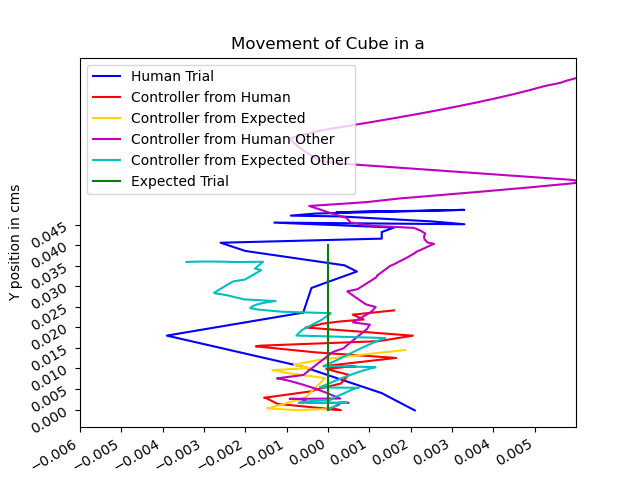 Movement of Cube in a
Human Trial
Controller from Human
Controller from Expected
Controller from Human Other
Controller from Expected Other
Expected Trial
Y position in cms
0.045
0.040
0.035
0.030
0.025
0.020
0.015
0.010
0.005
0.000
−0.006 −0.005 −0.004 −0.003 −0.002 −0.001 0.000 0.001 0.002 0.003 0.004 0.005